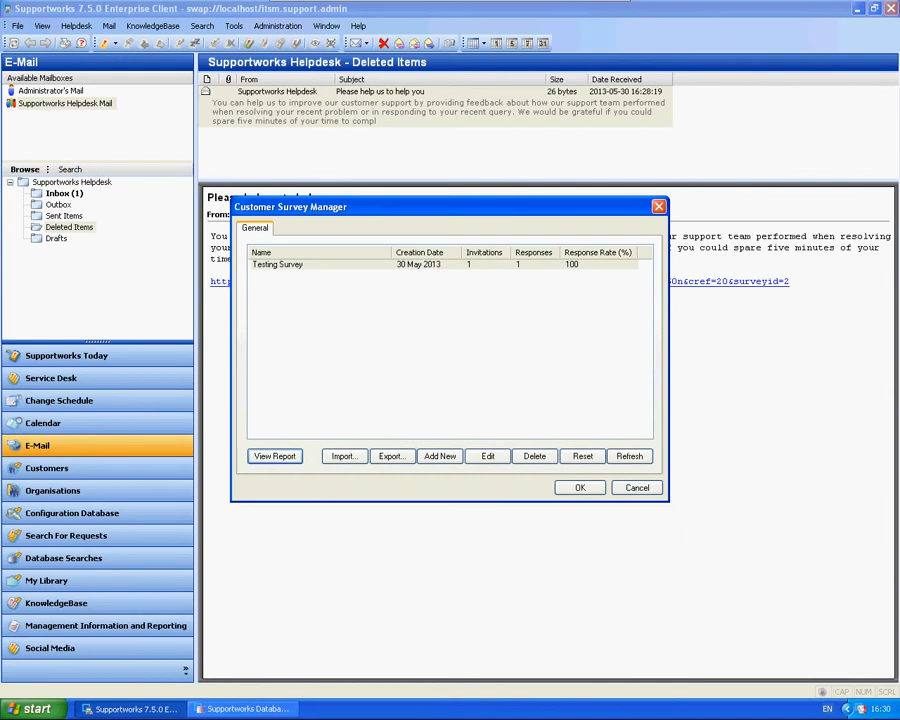 Supportworks 7.5.0 Enterprise Client - swap://localhost/itsm.support.admin
File View Helpdesk Mail KnowledgeBase Search Tools Administration Window Help
E-Mail
Available Mailboxes
Administrator's Mail
Supportworks Helpdesk Mail
Browse Search
Supportworks Helpdesk
Inbox (1)
Outbox
Sent Items
Deleted Items
Drafts
Supportworks Today
Service Desk
Change Schedule
Calendar
E-Mail
Customers
Organisations
Configuration Database
Search For Requests
Database Searches
My Library
KnowledgeBase
Management Information and Reporting
Social Media
Supportworks Helpdesk - Deleted Items
From Subject Size Date Received
Supportworks Helpdesk Please help us to help you 26 bytes 2013-05-30 16:28:19
You can help us to improve our customer support by providing feedback about how our support team performed
when resolving your recent problem or in responding to your recent query. We would be grateful if you could
spare five minutes of your time to compl
From:
ur support team performed when resolving
f you could spare five minutes of your
http
&cref=20&surveyid=2
Customer Survey Manager
General
Name Creation Date Invitations Responses Response Rate (%)
Testing Survey 30 May 2013 1 1 100
View Report Import... Export... Add New Edit Delete Reset Refresh
OK Cancel
CAP NUM SCRL
start Supportworks 7.5.0 E... Supportworks Databa... EN 16:30